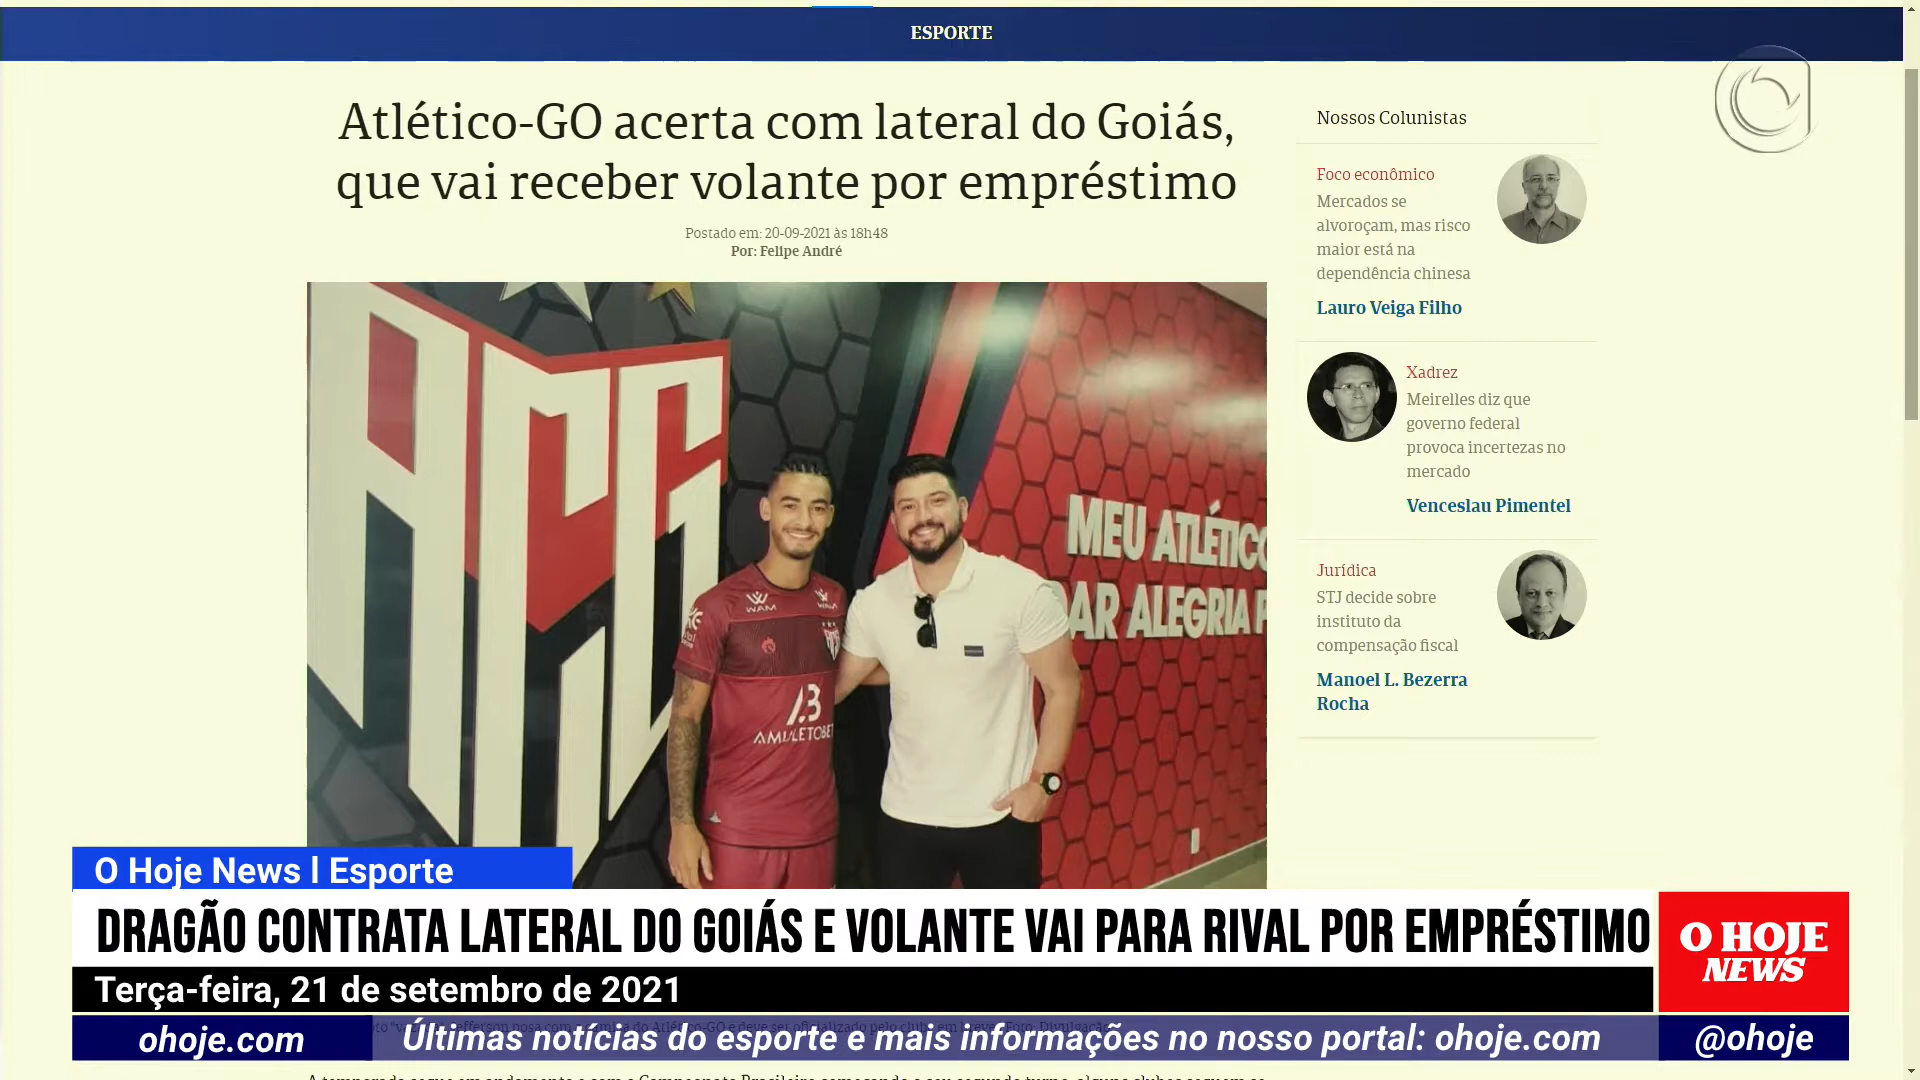 ESPORTE
Atlético-GO acerta com lateral do Goiás,
que vai receber volante por empréstimo
Postado em: 20-09-2021 às 18h48
Por: Felipe André
Nossos Colunistas
Foco econômico
Mercados se
alvoroçam, mas risco
maior está na
dependência chinesa
Lauro Veiga Filho
Xadrez
Meirelles diz que
governo federal
provoca incertezas no
mercado
Venceslau Pimentel
Jurídica
STJ decide sobre
instituto da
compensação fiscal
Manoel L. Bezerra
Rocha
ACG
MEU ATLÉTICO
DAR ALEGRIA
WAM
WAM
AB
AMULETOBET
O Hoje News l Esporte
DRAGÃO CONTRATA LATERAL DO GOIÁS E VOLANTE VAI PARA RIVAL POR EMPRÉSTIMO
Terça-feira, 21 de setembro de 2021
O HOJE
NEWS
ohoje.com
Últimas notícias do esporte e mais informações no nosso portal: ohoje.com
@ohoje